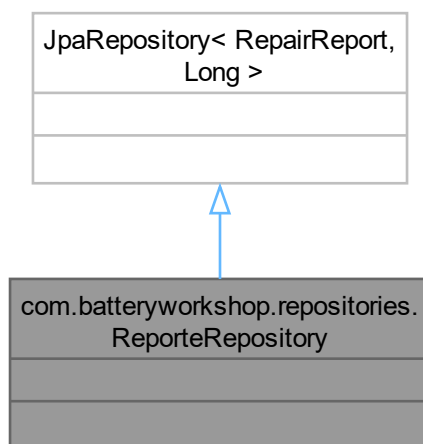 JpaRepository< RepairReport,
Long >
com.batteryworkshop.repositories.
ReporteRepository